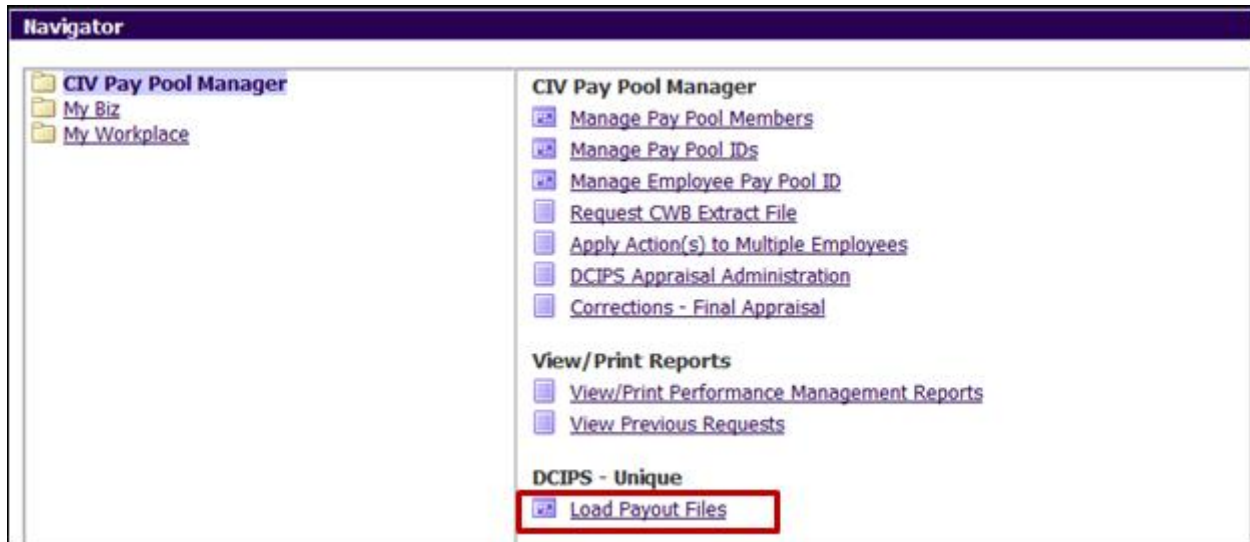 Navigator
CIV Pay Pool Manager
My Biz
My Workplace
CIV Pay Pool Manager
Manage Pay Pool Members
Manage Pay Pool IDs
Manage Employee Pay Pool ID
Request CWB Extract File
Apply Action(s) to Multiple Employees
DCIPS Appraisal Administration
Corrections - Final Appraisal
View/Print Reports
View/Print Performance Management Reports
View Previous Requests
DCIPS - Unique
Load Payout Files